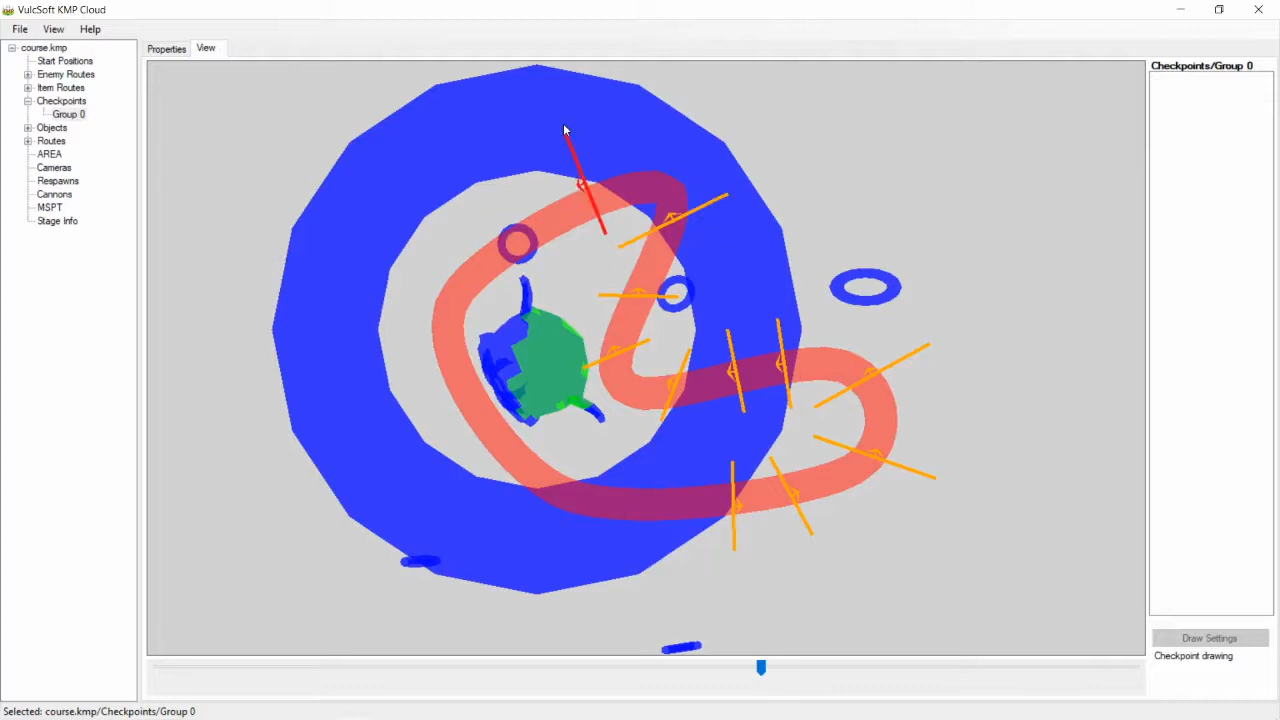 VulcSoft KMP Cloud
File View Help
course.kmp
Start Positions
Enemy Routes
Item Routes
Checkpoints
Group 0
Objects
Routes
AREA
Cameras
Respawns
Cannons
MSPT
Stage Info
Properties View
Checkpoints/Group 0
Draw Settings
Checkpoint drawing
Selected: course.kmp/Checkpoints/Group 0